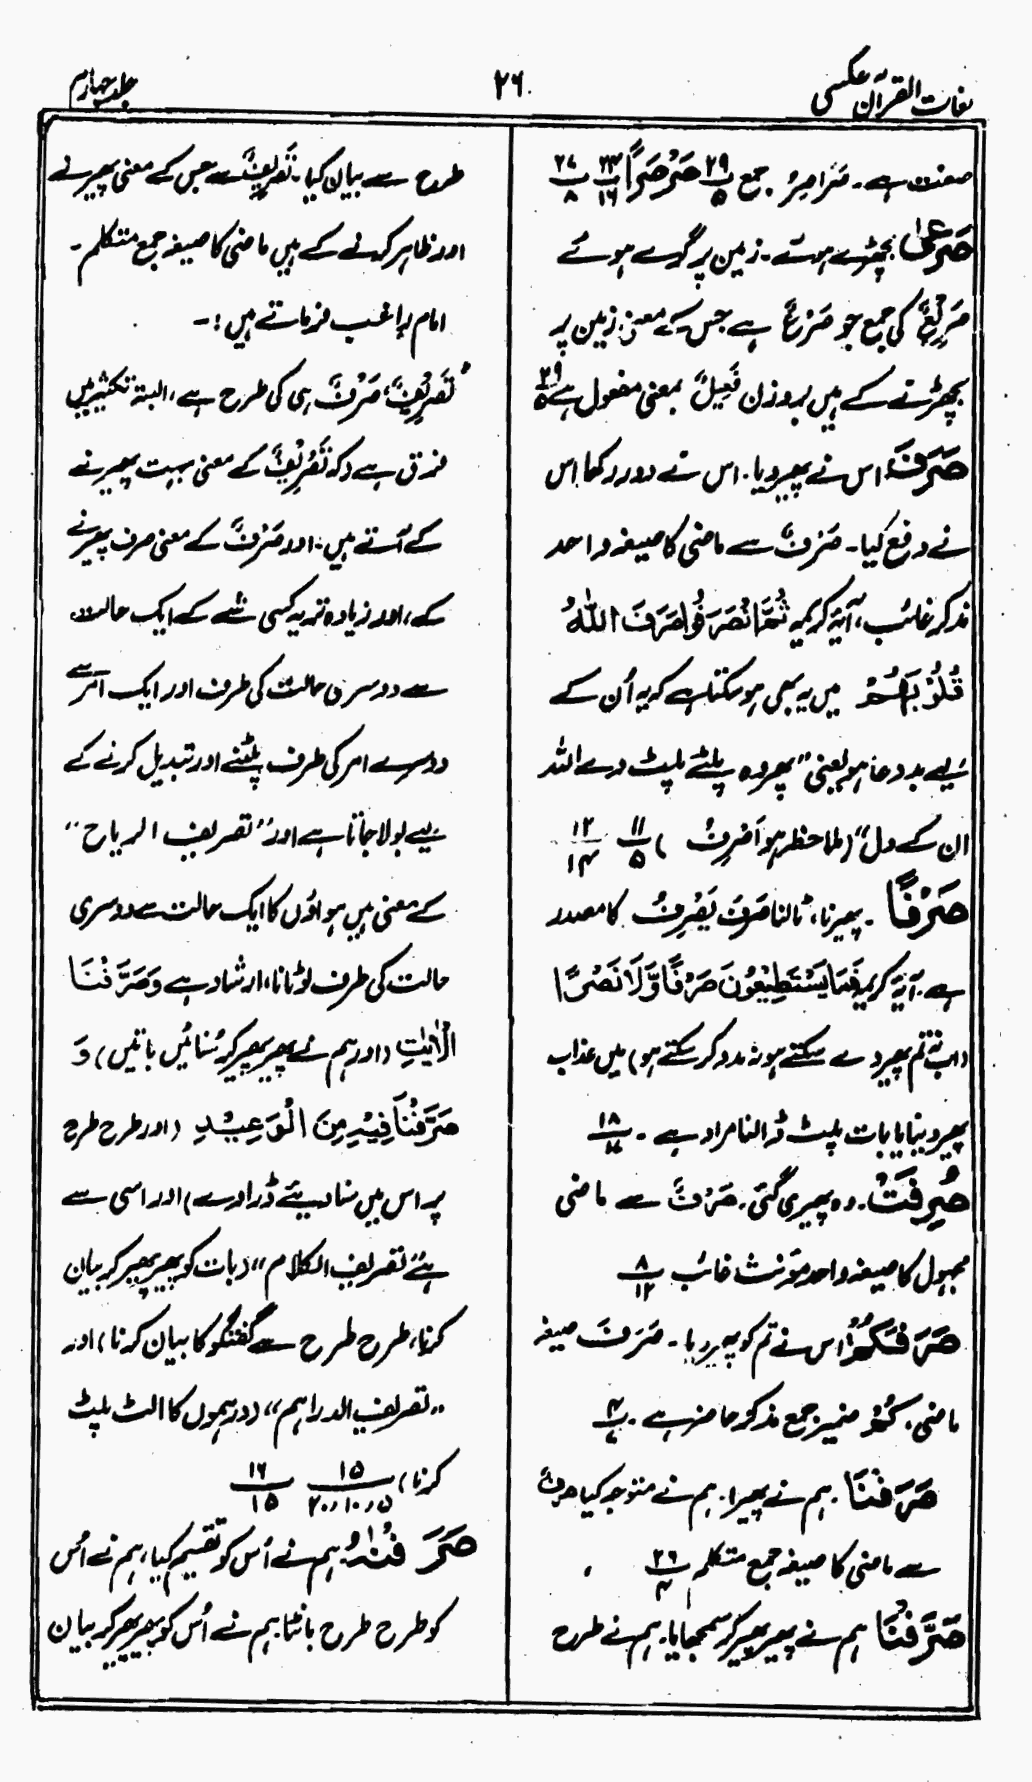 لغات القرآن عکسی
۲۶
جلد چہارم
صفت ہے۔ صَرَاصِرُ جمع ۲۹/۵ صَرْصَرًا ۲۴/۱۶ ۲۷/۸
صَرْعٰی بچھڑے ہوئے۔ زمین پر گرے ہوئے
صَرِیْعٌ کی جمع جو صَرْعٌ ہے جس کے معنی زمین پر
بچھڑنے کے ہیں بروزن فَعِیْلٌ بمعنی مفعول ہے ۲۹/۵
صَرَفَ اس نے پھیر دیا۔ اس نے دور رکھا اس
نے دفع کیا۔ صَرْفٌ سے ماضی کا صیغہ واحد
مذکر غائب، آیۂ کریمہ ثُمَّ انْصَرَفُوْا صَرَفَ اللّٰہُ
قُلُوْبَہُمْ میں یہ بھی ہو سکتا ہے کہ یہ اُن کے
لیے بددعا ہو یعنی ”پھر وہ پلٹے پلٹ دے اللہ
ان کے دل“ (ملاحظہ ہو اَصْرِفُ) ۱۱/۵ ۱۲/۱۴
صَرْفًا۔ پھیرنا، ٹالنا صَرَفَ یَصْرِفُ کا مصدر
ہے۔ آیۂ کریمہ فَمَا یَسْتَطِیْعُوْنَ صَرْفًا وَّلَا نَصْرًا
(اب نہ تم پھیر دے سکتے ہو نہ مدد کر سکتے ہو) میں عذاب
پھیر دینا یا بات پلٹ ڈالنا مراد ہے۔ ۱۸/
صُرِفَتْ۔ وہ پھیری گئی۔ صَرْفٌ سے ماضی
مجہول کا صیغہ واحد مؤنث غائب ۸/۱۲
صَرَفَکُمْ اس نے تم کو پھیر دیا۔ صَرَفَ صیغہ
ماضی، کُمْ ضمیر جمع مذکر حاضر ہے۔ ۴/
صَرَفْنَا۔ ہم نے پھیرا۔ ہم نے متوجہ کیا صَرْفٌ
سے ماضی کا صیغہ جمع متکلم ۲۶/۴
صَرَّفْنَا ہم نے پھیر پھیر کر سمجھایا۔ ہم نے طرح
طرح سے بیان کیا۔ تَصْرِیْفٌ سے جس کے معنی پھیرنے
اور ظاہر کرنے کے ہیں ماضی کا صیغہ جمع متکلم۔
امام راغب فرماتے ہیں :۔
”تَصْرِیْفٌ، صَرْفٌ ہی کی طرح ہے، البتہ تکثیر میں
فرق ہے (کہ تَصْرِیْفٌ کے معنی بہت پھیرنے
کے آتے ہیں۔ اور صَرْفٌ کے معنی صرف پھیرنے
کے، اور زیادہ تر یہ کسی شے کے ایک حالت
سے دوسری حالت کی طرف اور ایک امر سے
دوسرے امر کی طرف پلٹنے اور تبدیل کرنے کے
لیے بولا جاتا ہے اور ”تصریف الریاح“
کے معنی ہیں ہواؤں کا ایک حالت سے دوسری
حالت کی طرف لوٹانا، ارشاد ہے وَصَرَّفْنَا
الْاٰیٰتِ (اور ہم نے پھیر پھیر کر سُنائیں باتیں) وَ
صَرَّفْنَا فِیْہِ مِنَ الْوَعِیْدِ (اور طرح طرح
پر اس میں سنا دیئے ڈراوے) اور اسی سے
ہے ”تصریف الکلام“ (بات کو پھیر پھیر کر بیان
کرنا، طرح طرح سے گفتگو کا بیان کرنا) اور
”تصریف الدراہم“ (درہموں کا الٹ پلٹ
کرنا) ۱۵/۵،۱۰،۲۰ ۱۶/۱۵
صَرَّفْنٰہُ ہم نے اُس کو تقسیم کیا، ہم نے اُس
کو طرح طرح بانٹا ہم نے اُس کو پھیر پھیر کر بیان